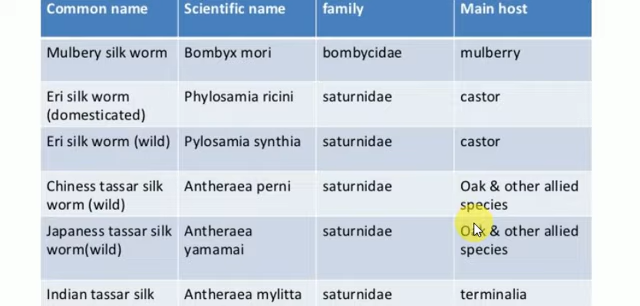 Common name Scientific name family Main host
Mulbery silk worm Bombyx mori bombycidae mulberry
Eri silk worm (domesticated) Phylosamia ricini saturnidae castor
Eri silk worm (wild) Pylosamia synthia saturnidae castor
Chiness tassar silk worm (wild) Antheraea perni saturnidae Oak & other allied species
Japaness tassar silk worm(wild) Antheraea yamamai saturnidae Oak & other allied species
Indian tassar silk Antheraea mylitta saturnidae terminalia